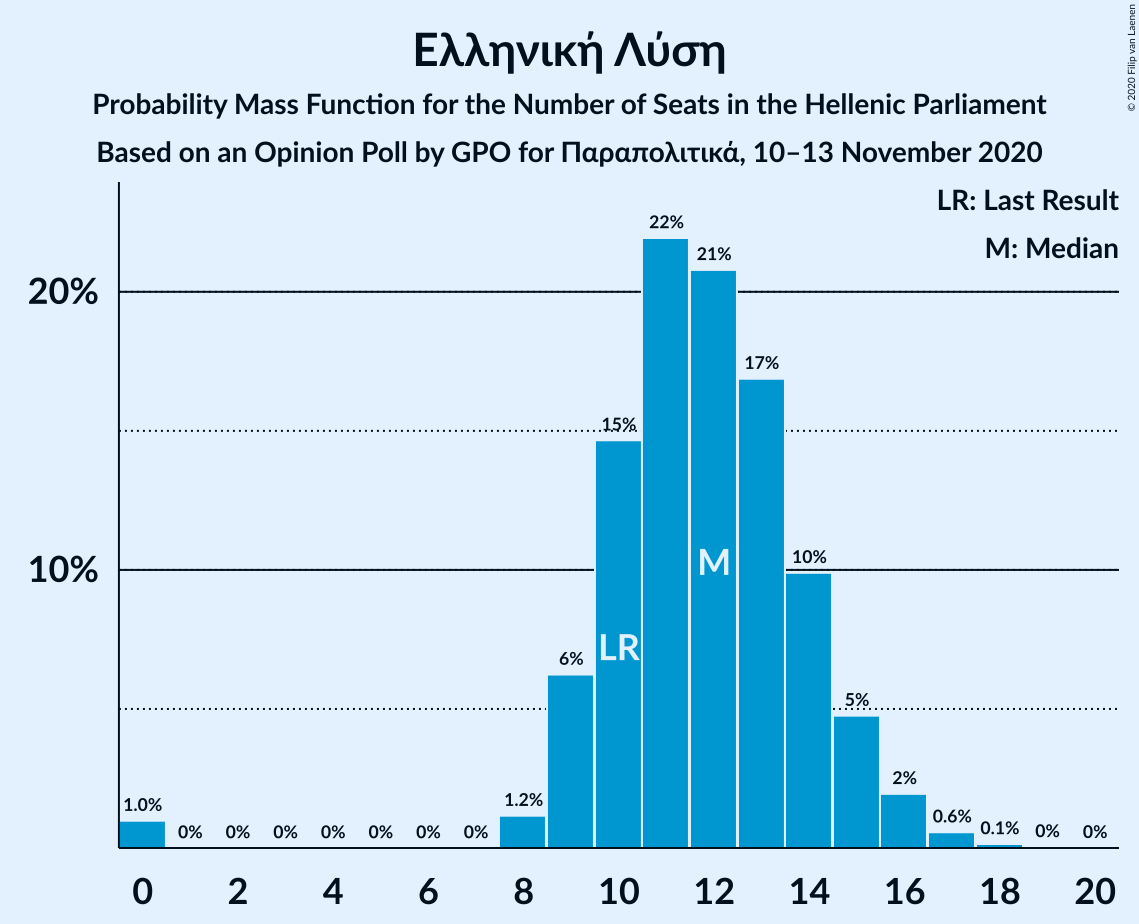 © 2020 Filip van Laenen
Ελληνική Λύση
Probability Mass Function for the Number of Seats in the Hellenic Parliament
Based on an Opinion Poll by GPO for Παραπολιτικά, 10–13 November 2020
LR: Last Result
M: Median
20%
10%
1.0%
0%
0%
0%
0%
0%
0%
0%
1.2%
6%
15%
22%
21%
17%
10%
5%
2%
0.6%
0.1%
0%
0%
LR
M
0 2 4 6 8 10 12 14 16 18 20